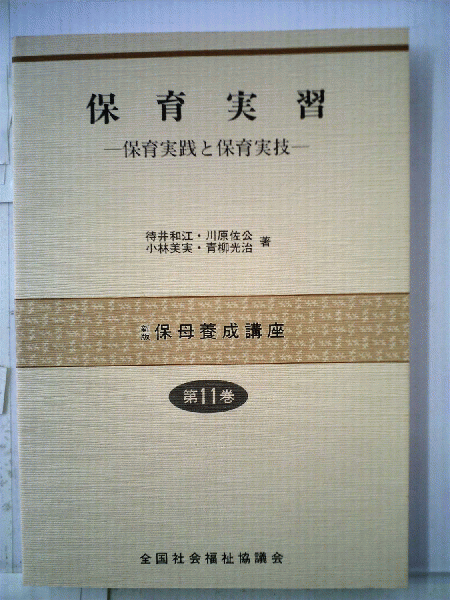 保育実習
―保育実践と保育実技―
待井和江・川原佐公
小林美実・青柳光治 著
新版 保母養成講座
第11巻
全国社会福祉協議会